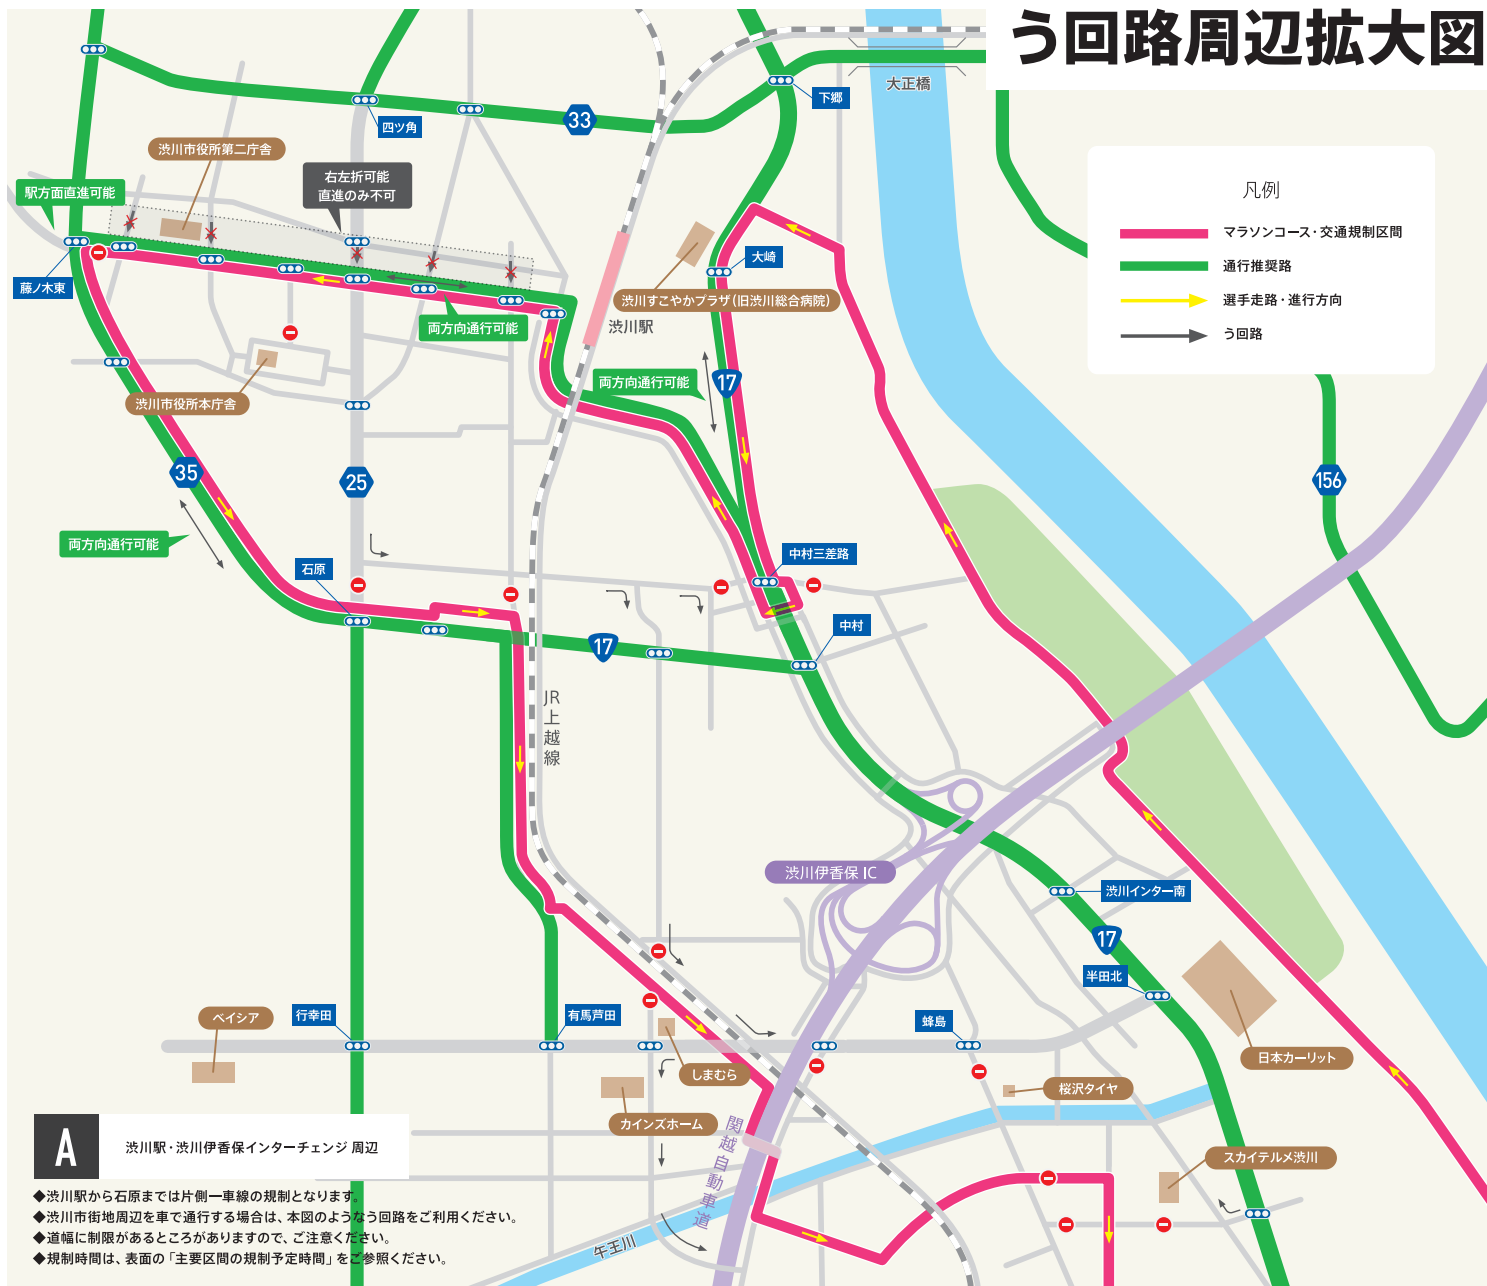 う回路周辺拡大図
大正橋
下郷
四ツ角
33
渋川市役所第二庁舎
右左折可能
直進のみ不可
駅方面直進可能
凡例
マラソンコース・交通規制区間
通行推奨路
選手走路・進行方向
う回路
大崎
藤ノ木東
渋川すこやかプラザ(旧渋川総合病院)
渋川駅
両方向通行可能
両方向通行可能
17
渋川市役所本庁舎
35
25
156
両方向通行可能
石原
中村三差路
中村
17
JR上越線
渋川伊香保 IC
渋川インター南
17
半田北
ベイシア
行幸田
有馬芦田
蜂島
しまむら
日本カーリット
桜沢タイヤ
カインズホーム
関越自動車道
A
渋川駅・渋川伊香保インターチェンジ 周辺
スカイテルメ渋川
◆渋川駅から石原までは片側一車線の規制となります。
◆渋川市街地周辺を車で通行する場合は、本図のようなう回路をご利用ください。
◆道幅に制限があるところがありますので、ご注意ください。
◆規制時間は、表面の「主要区間の規制予定時間」をご参照ください。
午王川